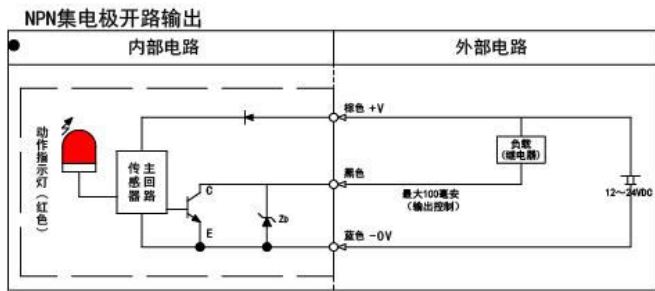 NPN集电极开路输出
内部电路
外部电路
棕色 +V
动作指示灯(红色)
传感器
主回路
负载
(继电器)
C
黑色
最大100毫安
(输出控制)
12~24VDC
ZD
E
蓝色 -0V